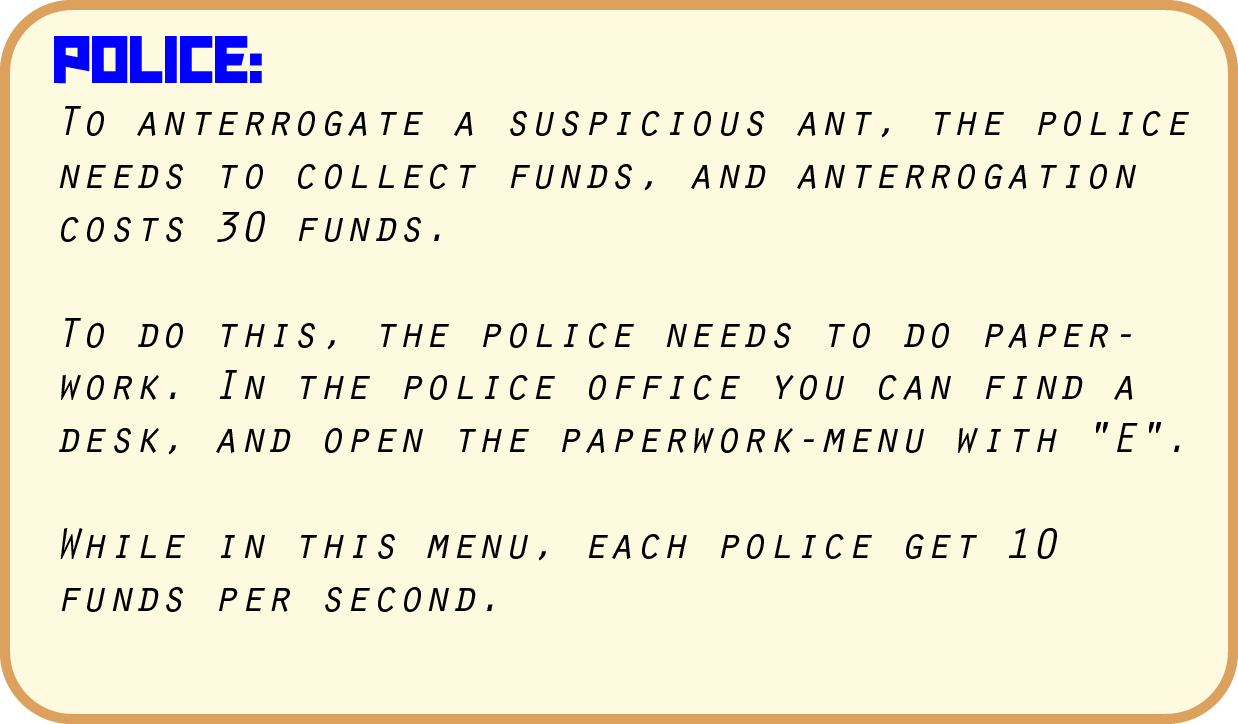 POLICE:
To anterrogate a suspicious ant, the police
needs to collect funds, and anterrogation
costs 30 funds.
To do this, the police needs to do paper-
work. In the police office you can find a
desk, and open the paperwork-menu with "E".
While in this menu, each police get 10
funds per second.